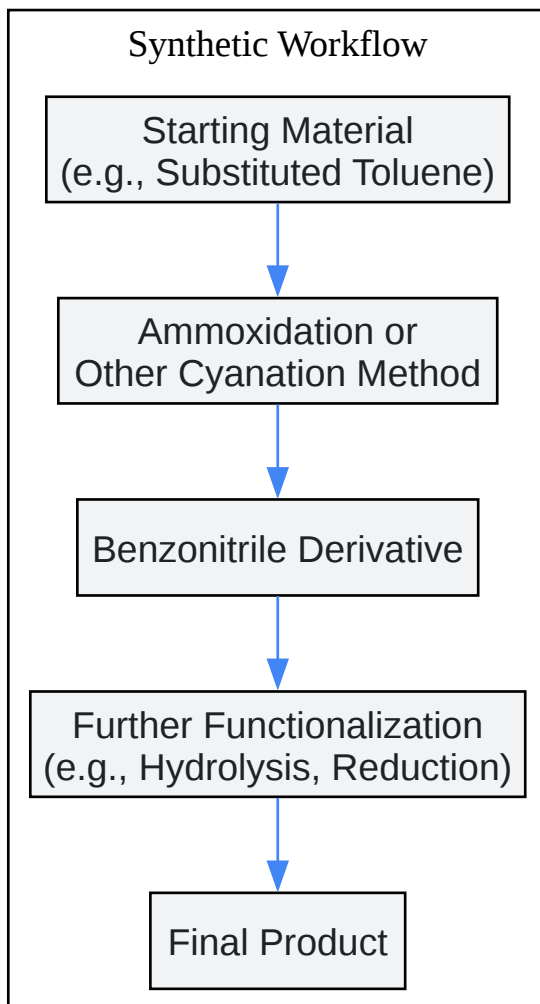 Synthetic Workflow
Starting Material
(e.g., Substituted Toluene)
Ammoxidation or
Other Cyanation Method
Benzonitrile Derivative
Further Functionalization
(e.g., Hydrolysis, Reduction)
Final Product